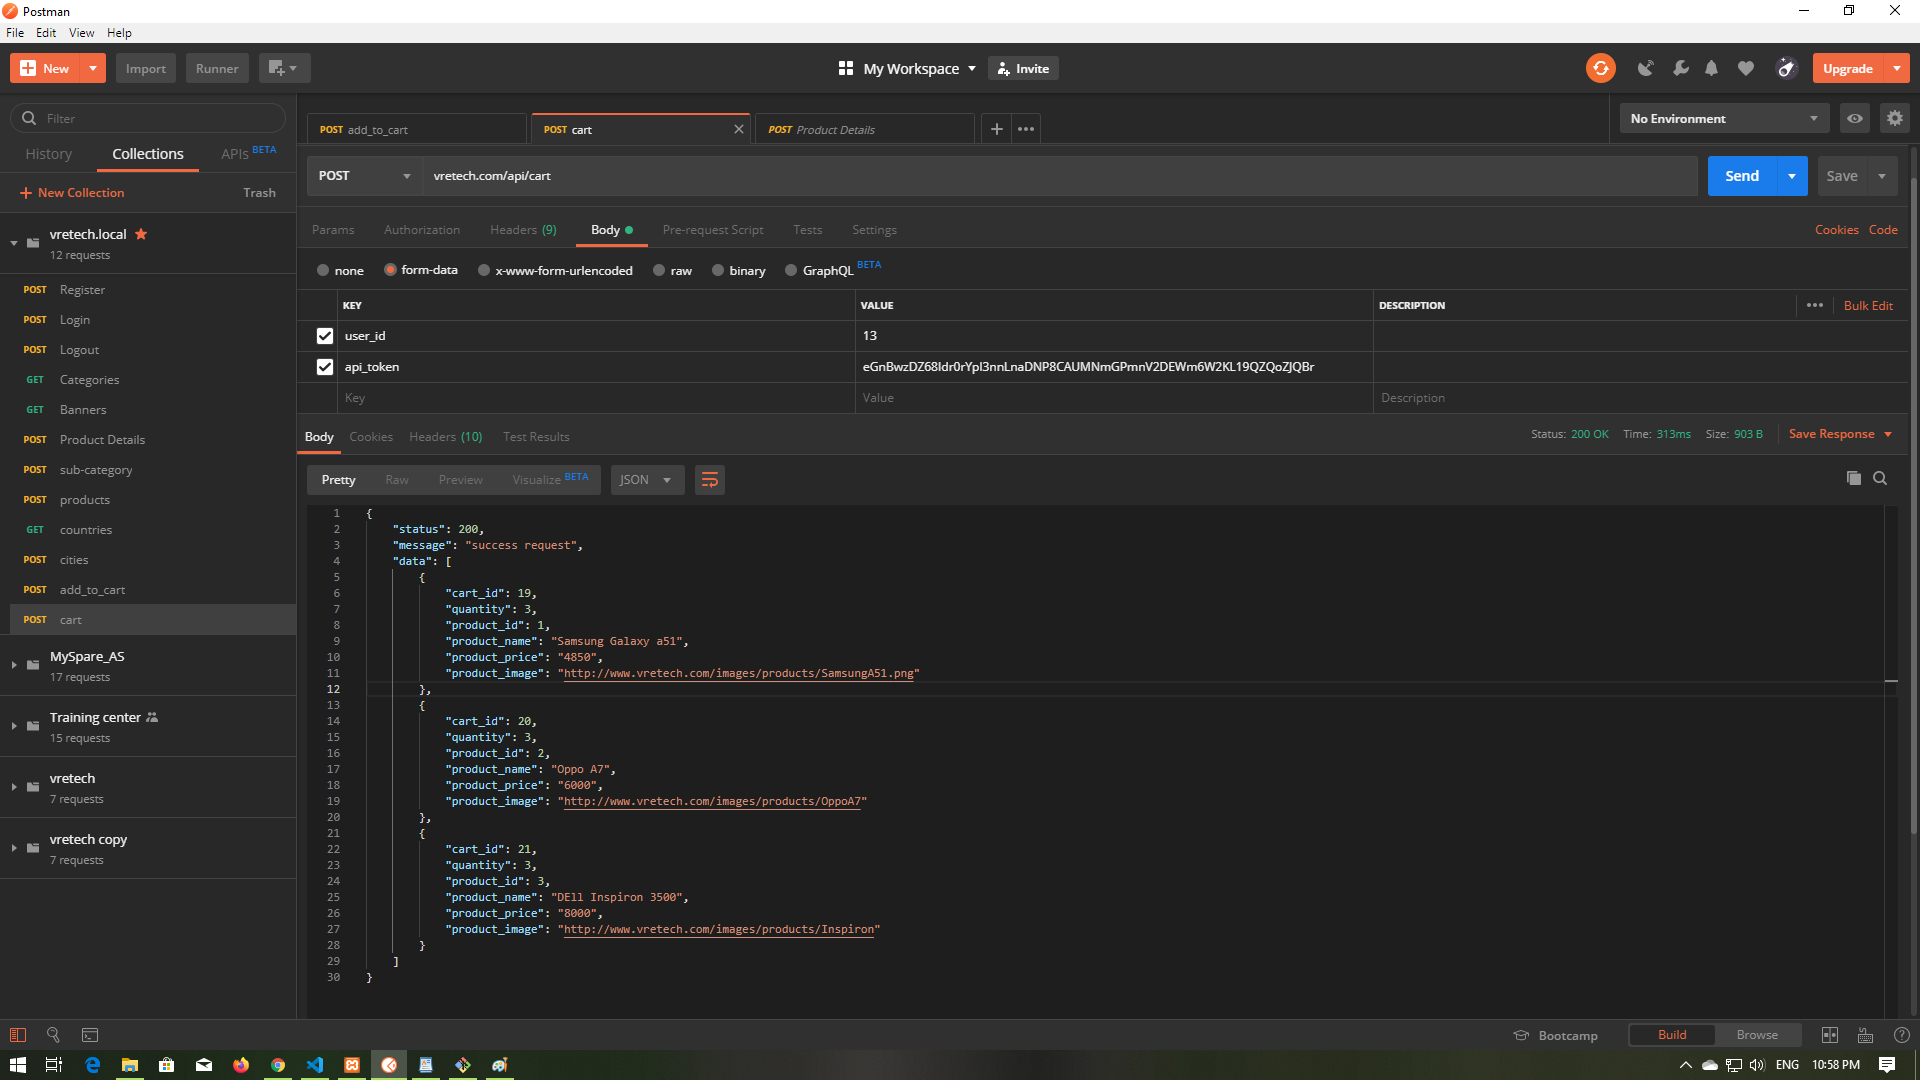 Postman
File Edit View Help
New Import Runner My Workspace Invite Upgrade
Filter
History Collections APIs BETA
New Collection Trash
vretech.local
12 requests
POST Register
POST Login
POST Logout
GET Categories
GET Banners
POST Product Details
POST sub-category
POST products
GET countries
POST cities
POST add_to_cart
POST cart
MySpare_AS
17 requests
Training center
15 requests
vretech
7 requests
vretech copy
7 requests
POST add_to_cart POST cart POST Product Details
No Environment
POST vretech.com/api/cart Send Save
Params Authorization Headers (9) Body Pre-request Script Tests Settings Cookies Code
none form-data x-www-form-urlencoded raw binary GraphQL BETA
KEY VALUE DESCRIPTION Bulk Edit
user_id 13
api_token
Key Value Description
Body Cookies Headers (10) Test Results Status: 200 OK Time: 313ms Size: 903 B Save Response
Pretty Raw Preview Visualize BETA JSON
1 {
2 "status": 200,
3 "message": "success request",
4 "data": [
5 {
6 "cart_id": 19,
7 "quantity": 3,
8 "product_id": 1,
9 "product_name": "Samsung Galaxy a51",
10 "product_price": "4850",
11 "product_image": "http://www.vretech.com/images/products/SamsungA51.png"
12 },
13 {
14 "cart_id": 20,
15 "quantity": 3,
16 "product_id": 2,
17 "product_name": "Oppo A7",
18 "product_price": "6000",
19 "product_image": "http://www.vretech.com/images/products/OppoA7"
20 },
21 {
22 "cart_id": 21,
23 "quantity": 3,
24 "product_id": 3,
25 "product_name": "DEll Inspiron 3500",
26 "product_price": "8000",
27 "product_image": "http://www.vretech.com/images/products/Inspiron"
28 }
29 ]
30 }
Bootcamp Build Browse
ENG 10:58 PM